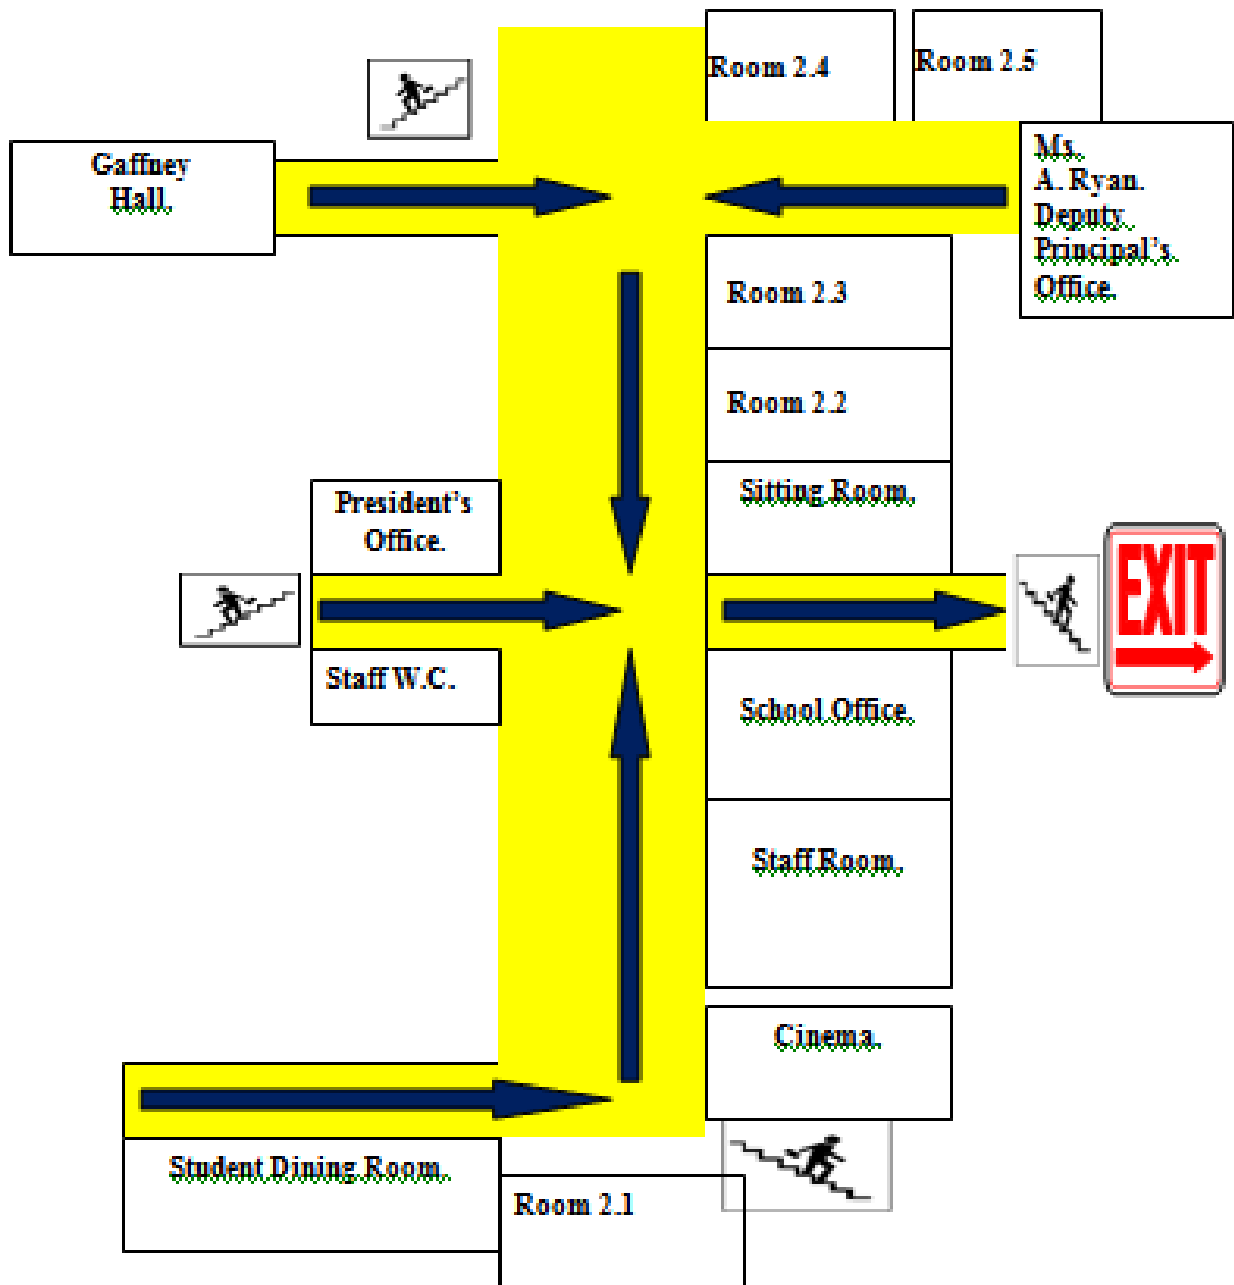 Room 2.4
Room 2.5
Gaffney
Hall.
Ms.
A. Ryan.
Deputy
Principal's
Office.
Room 2.3
Room 2.2
Sitting Room.
President's
Office.
EXIT
Staff W.C.
School Office.
Staff Room.
Cinema.
Student Dining Room.
Room 2.1